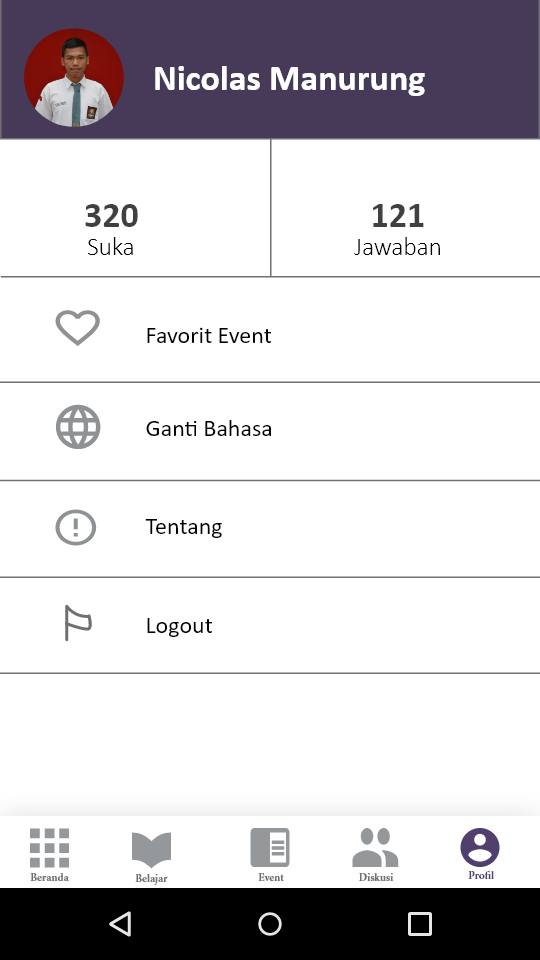 Nicolas Manurung
320
Suka
121
Jawaban
Favorit Event
Ganti Bahasa
Tentang
Logout
Beranda
Belajar
Event
Diskusi
Profil